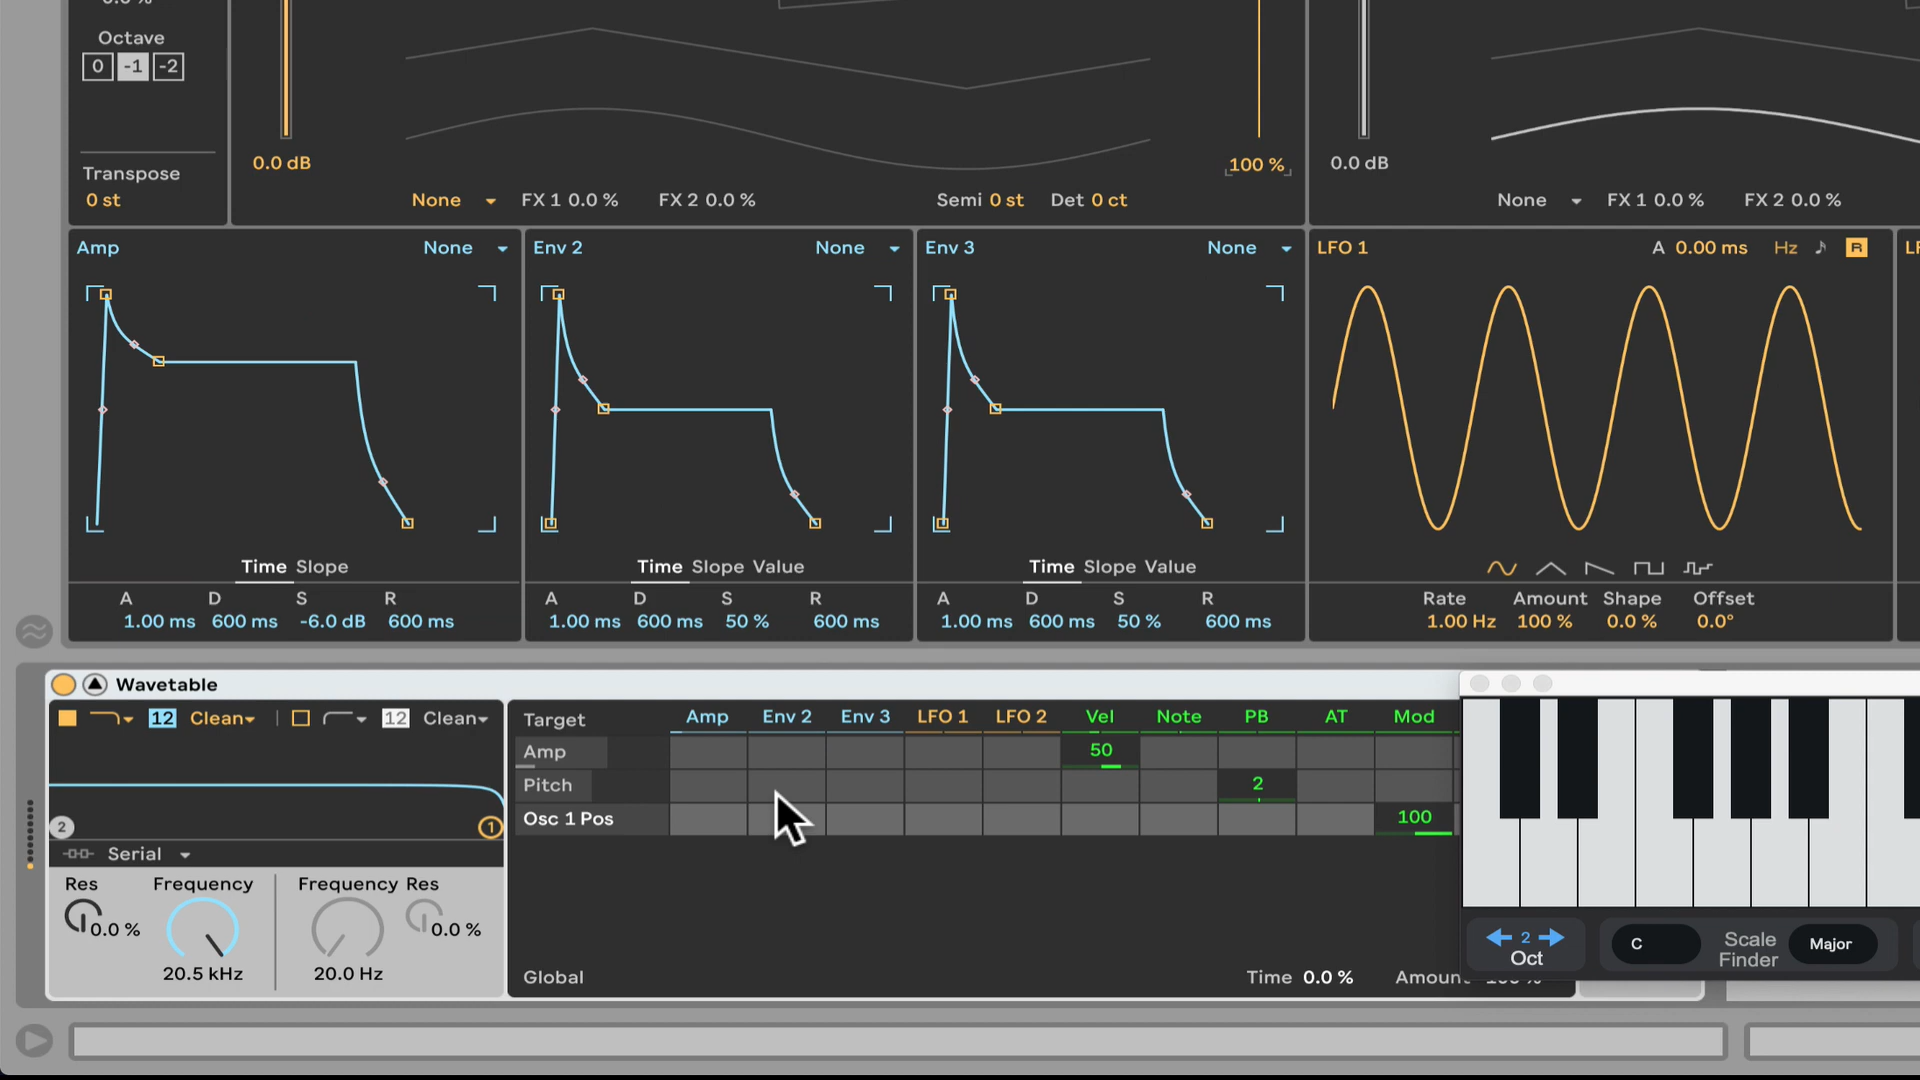 0.0 %
Octave
0 -1 -2
Transpose
0 st
0.0 dB
None FX 1 0.0 % FX 2 0.0 %
Semi 0 st Det 0 ct
100 %
0.0 dB
None FX 1 0.0 % FX 2 0.0 %
Amp None
Time Slope
A D S R
1.00 ms 600 ms -6.0 dB 600 ms
Env 2 None
Time Slope Value
A D S R
1.00 ms 600 ms 50 % 600 ms
Env 3 None
Time Slope Value
A D S R
1.00 ms 600 ms 50 % 600 ms
LFO 1 A 0.00 ms Hz R
Rate Amount Shape Offset
1.00 Hz 100 % 0.0 % 0.0°
Wavetable
12 Clean 12 Clean
2 1
Serial
Res Frequency Frequency Res
0.0 % 0.0 %
20.5 kHz 20.0 Hz
Target Amp Env 2 Env 3 LFO 1 LFO 2 Vel Note PB AT Mod
Amp 50
Pitch 2
Osc 1 Pos 100
Global Time 0.0 % Amount
2
Oct
C Scale Finder Major